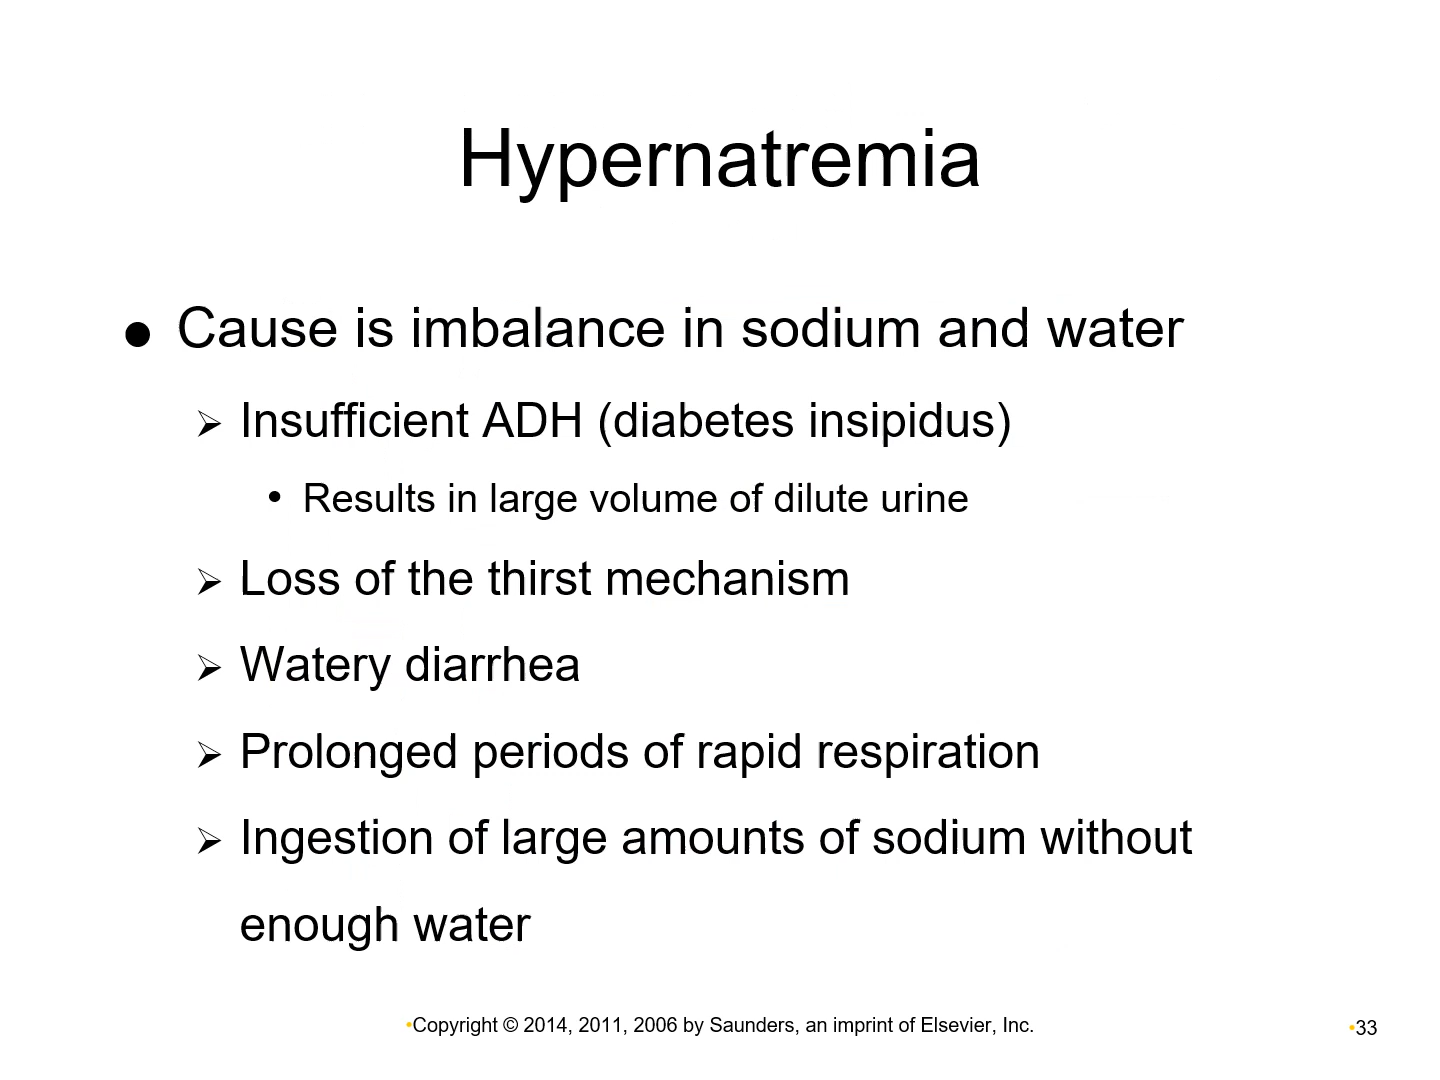 Hypernatremia
● Cause is imbalance in sodium and water
➢ Insufficient ADH (diabetes insipidus)
• Results in large volume of dilute urine
➢ Loss of the thirst mechanism
➢ Watery diarrhea
➢ Prolonged periods of rapid respiration
➢ Ingestion of large amounts of sodium without
enough water
•Copyright © 2014, 2011, 2006 by Saunders, an imprint of Elsevier, Inc.
•33